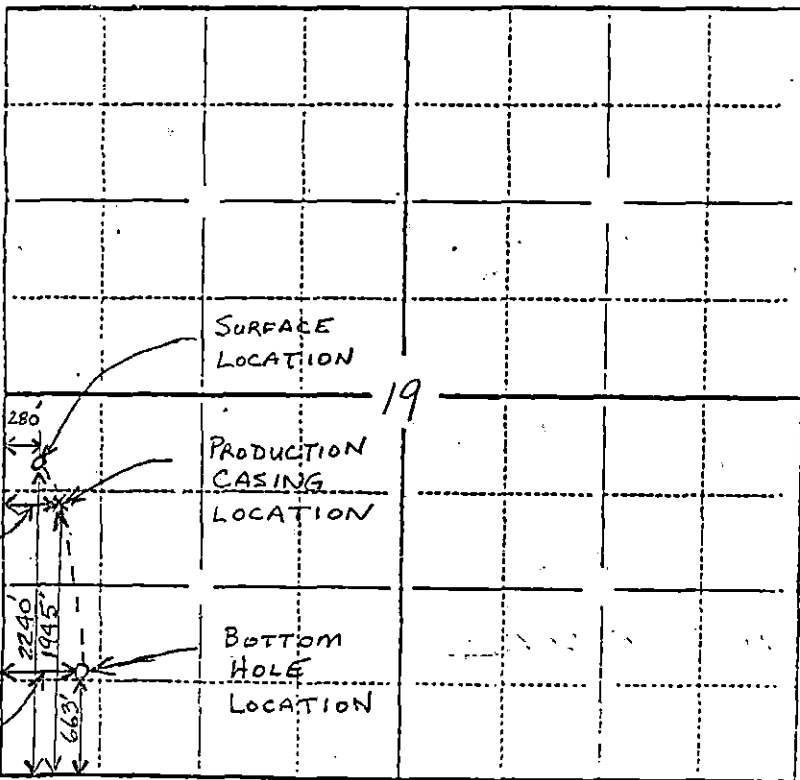 SURFACE
LOCATION
19
280'
PRODUCTION
CASING
LOCATION
2240'
1945'
BOTTOM
HOLE
LOCATION
663'